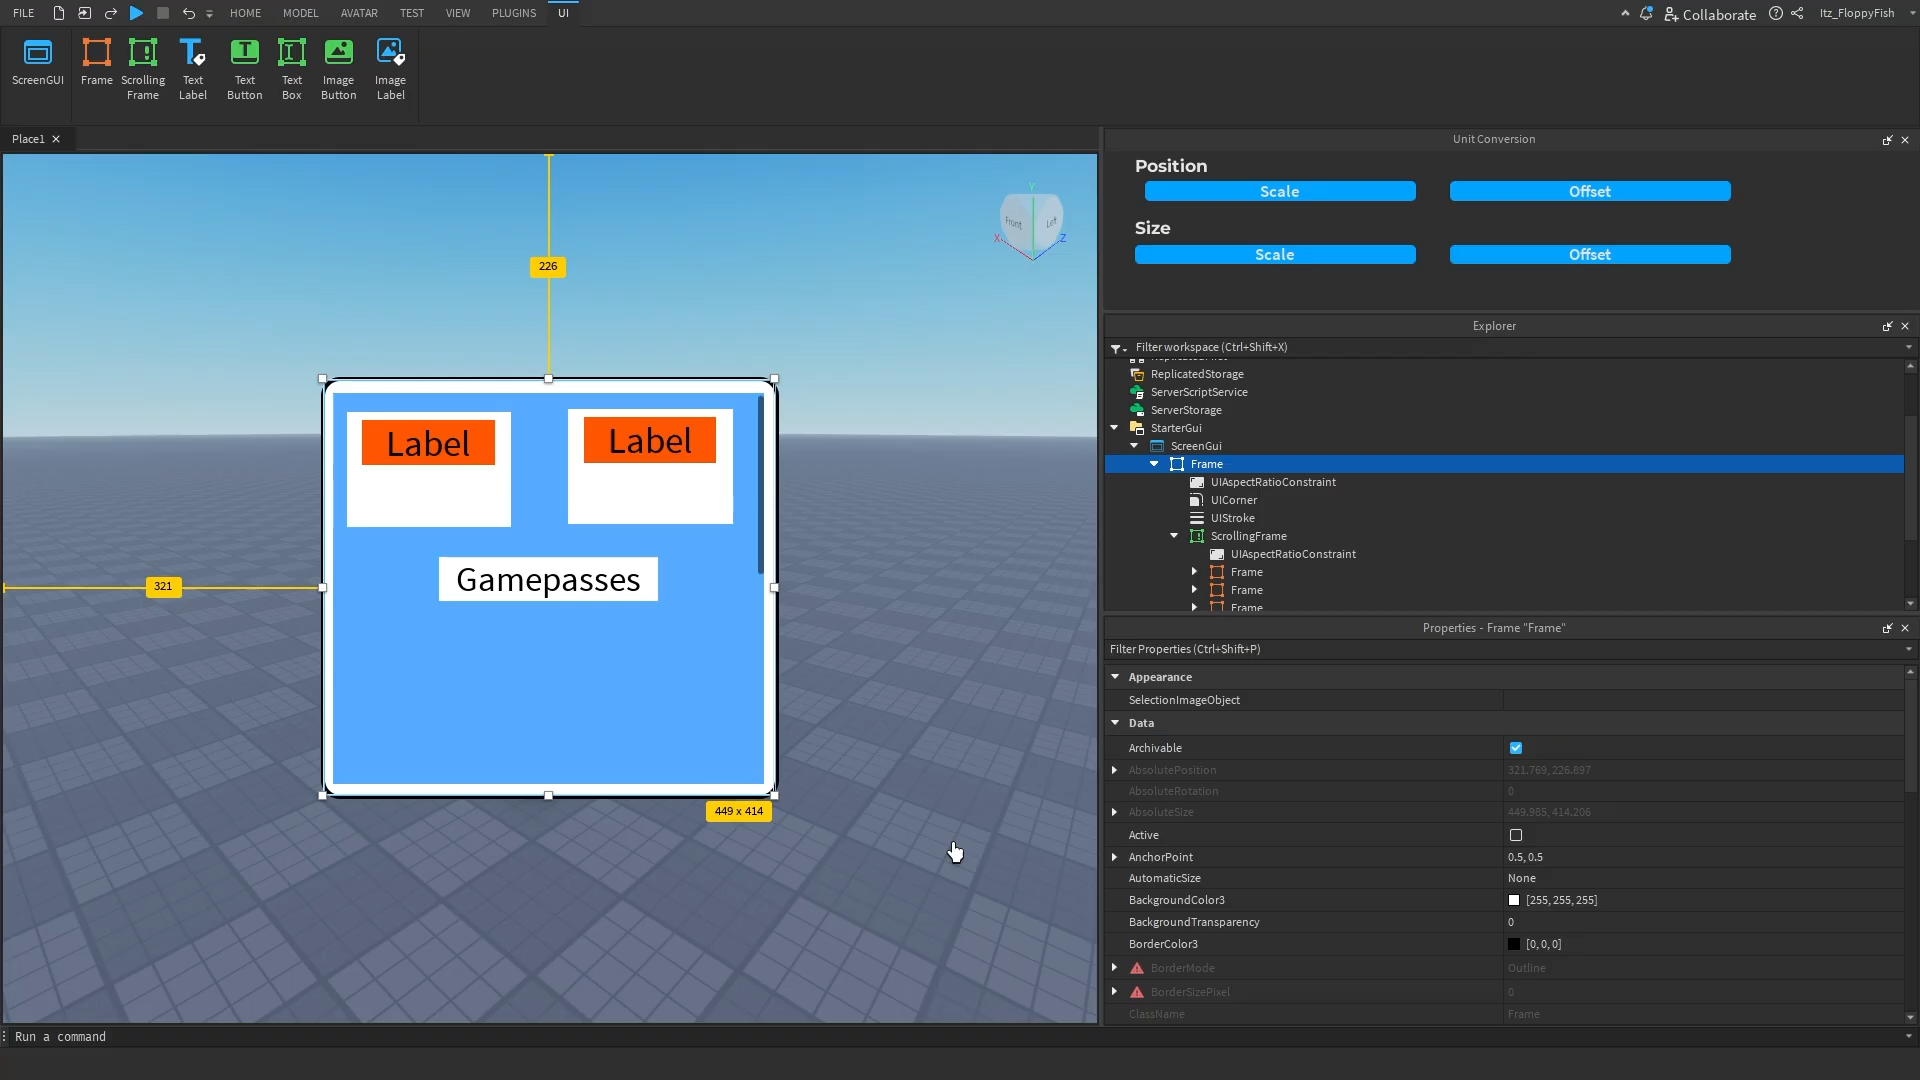 FILE
HOME
MODEL
AVATAR
TEST
VIEW
PLUGINS
UI
Collaborate
Itz_FloppyFish
ScreenGUI
Frame
Scrolling
Frame
Text
Label
Text
Button
Text
Box
Image
Button
Image
Label
Place1
Unit Conversion
Position
Scale
Offset
Size
Scale
Offset
226
Y
Front
Left
X
Z
Label
Label
Gamepasses
321
449 x 414
Explorer
Filter workspace (Ctrl+Shift+X)
ReplicatedFirst
ReplicatedStorage
ServerScriptService
ServerStorage
StarterGui
ScreenGui
Frame
UIAspectRatioConstraint
UICorner
UIStroke
ScrollingFrame
UIAspectRatioConstraint
Frame
Frame
Frame
Properties - Frame "Frame"
Filter Properties (Ctrl+Shift+P)
Appearance
SelectionImageObject
Data
Archivable
AbsolutePosition 321.769, 226.897
AbsoluteRotation 0
AbsoluteSize 449.985, 414.206
Active
AnchorPoint 0.5, 0.5
AutomaticSize None
BackgroundColor3 [255, 255, 255]
BackgroundTransparency 0
BorderColor3 [0, 0, 0]
BorderMode Outline
BorderSizePixel 0
ClassName Frame
Run a command